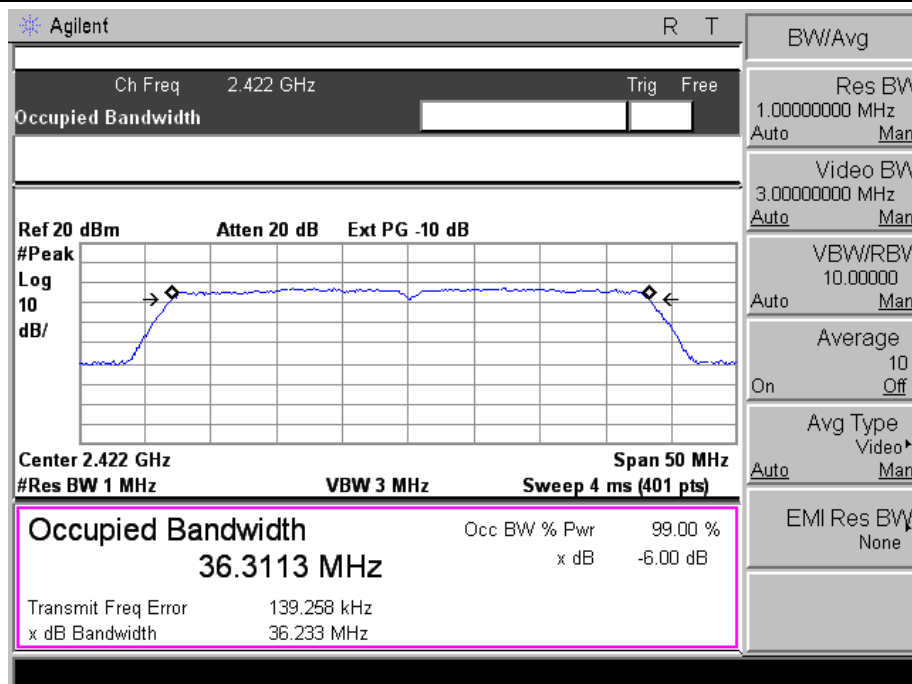 Agilent R T
Ch Freq 2.422 GHz Trig Free
Occupied Bandwidth
Ref 20 dBm Atten 20 dB Ext PG -10 dB
#Peak
Log
10
dB/
Center 2.422 GHz Span 50 MHz
#Res BW 1 MHz VBW 3 MHz Sweep 4 ms (401 pts)
Occupied Bandwidth
36.3113 MHz
Occ BW % Pwr 99.00 %
x dB -6.00 dB
Transmit Freq Error 139.258 kHz
x dB Bandwidth 36.233 MHz
BW/Avg
Res BW
1.00000000 MHz
Auto Man
Video BW
3.00000000 MHz
Auto Man
VBW/RBW
10.00000
Auto Man
Average
10
On Off
Avg Type
Video
Auto Man
EMI Res BW
None